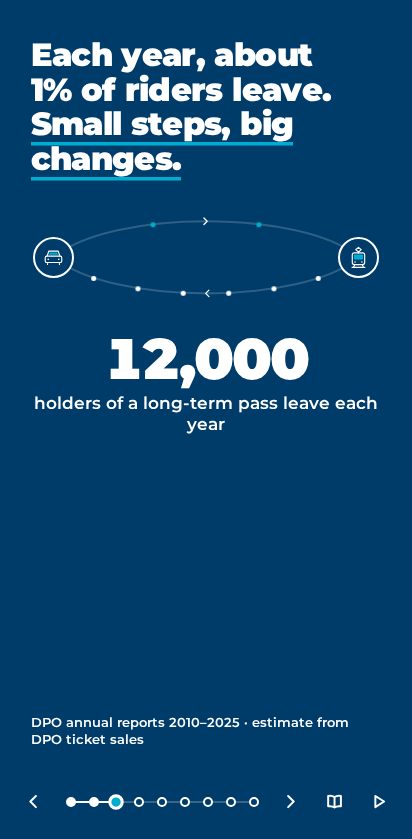 Each year, about
1% of riders leave.
Small steps, big
changes.
12,000
holders of a long-term pass leave each
year
DPO annual reports 2010–2025 · estimate from
DPO ticket sales